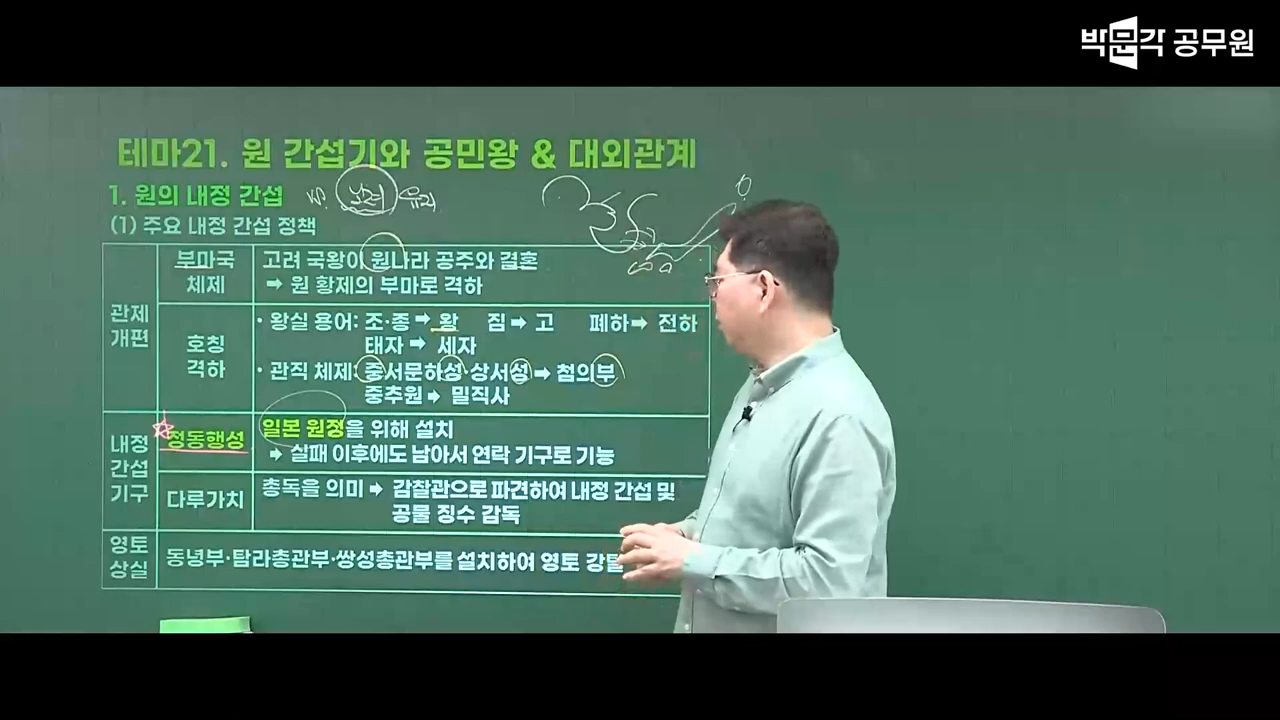 박문각 공무원
테마21. 원 간섭기와 공민왕 & 대외관계
1. 원의 내정 간섭
(1) 주요 내정 간섭 정책
관제 개편
부마국 체제
고려 국왕이 원나라 공주와 결혼
➡ 원 황제의 부마로 격하
호칭 격하
• 왕실 용어: 조·종 ➡ 왕 짐 ➡ 고 폐하 ➡ 전하
태자 ➡ 세자
• 관직 체제: 중서문하성·상서성 ➡ 첨의부
중추원 ➡ 밀직사
내정 간섭 기구
정동행성
일본 원정을 위해 설치
➡ 실패 이후에도 남아서 연락 기구로 기능
다루가치
총독을 의미 ➡ 감찰관으로 파견하여 내정 간섭 및
공물 징수 감독
영토 상실
동녕부·탐라총관부·쌍성총관부를 설치하여 영토 강탈